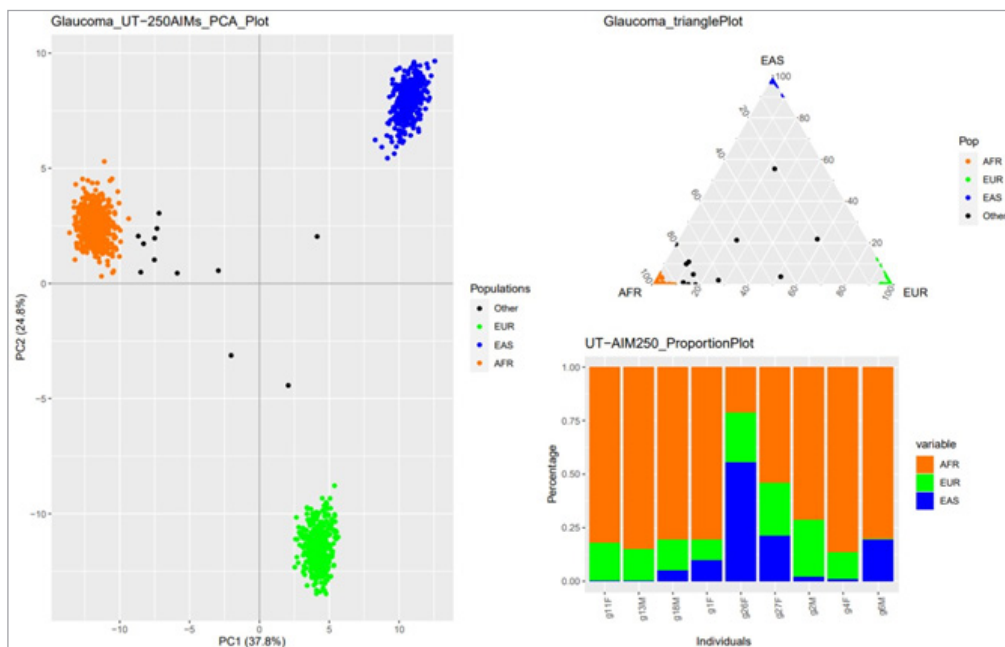 Glaucoma_UT−250AIMs_PCA_Plot
10
5
0
−5
−10
PC2 (24.8%)
−10
−5
0
5
10
PC1 (37.8%)
Populations
Other
EUR
EAS
AFR
Glaucoma_trianglePlot
EAS
100
20
80
40
60
60
40
80
20
100
AFR
20
40
60
80
100
EUR
Pop
AFR
EUR
EAS
Other
UT−AIM250_ProportionPlot
1.00
0.75
0.50
0.25
0.00
Percentage
g11F
g13M
g16M
g1F
g26F
g27F
g2M
g4F
g5M
Individuals
variable
AFR
EUR
EAS